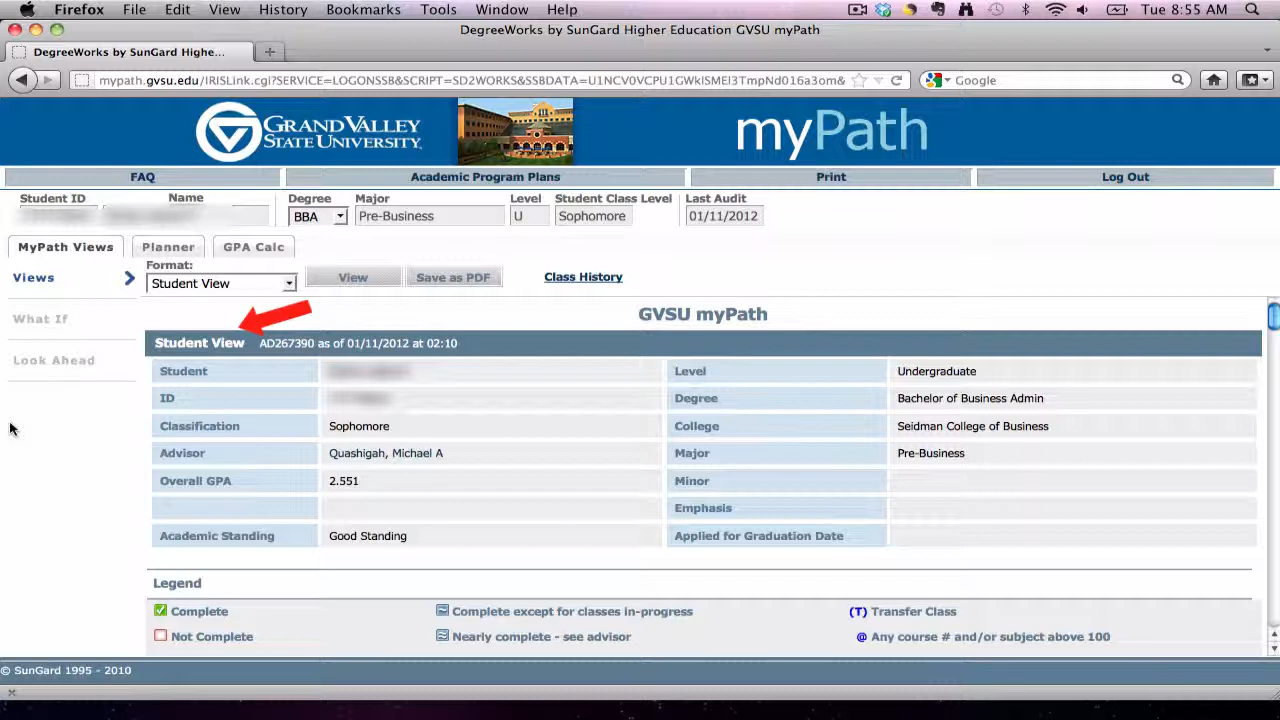 Firefox File Edit View History Bookmarks Tools Window Help Tue 8:55 AM
DegreeWorks by SunGard Higher Education GVSU myPath
DegreeWorks by SunGard Highe...
mypath.gvsu.edu/IRISLink.cgi?SERVICE=LOGONSSB&SCRIPT=SD2WORKS&SSBDATA=U1NCV0VCPU1GWklSMEI3TmpNd016a3om& Google
GRAND VALLEY
STATE UNIVERSITY
myPath
FAQ Academic Program Plans Print Log Out
Student ID Name Degree Major Level Student Class Level Last Audit
BBA Pre-Business U Sophomore 01/11/2012
MyPath Views Planner GPA Calc
Format:
Views Student View View Save as PDF Class History
What If
Look Ahead
GVSU myPath
Student View AD267390 as of 01/11/2012 at 02:10
Student Level Undergraduate
ID Degree Bachelor of Business Admin
Classification Sophomore College Seidman College of Business
Advisor Quashigah, Michael A Major Pre-Business
Overall GPA 2.551 Minor
Emphasis
Academic Standing Good Standing Applied for Graduation Date
Legend
Complete Complete except for classes in-progress (T) Transfer Class
Not Complete Nearly complete - see advisor @ Any course # and/or subject above 100
© SunGard 1995 - 2010